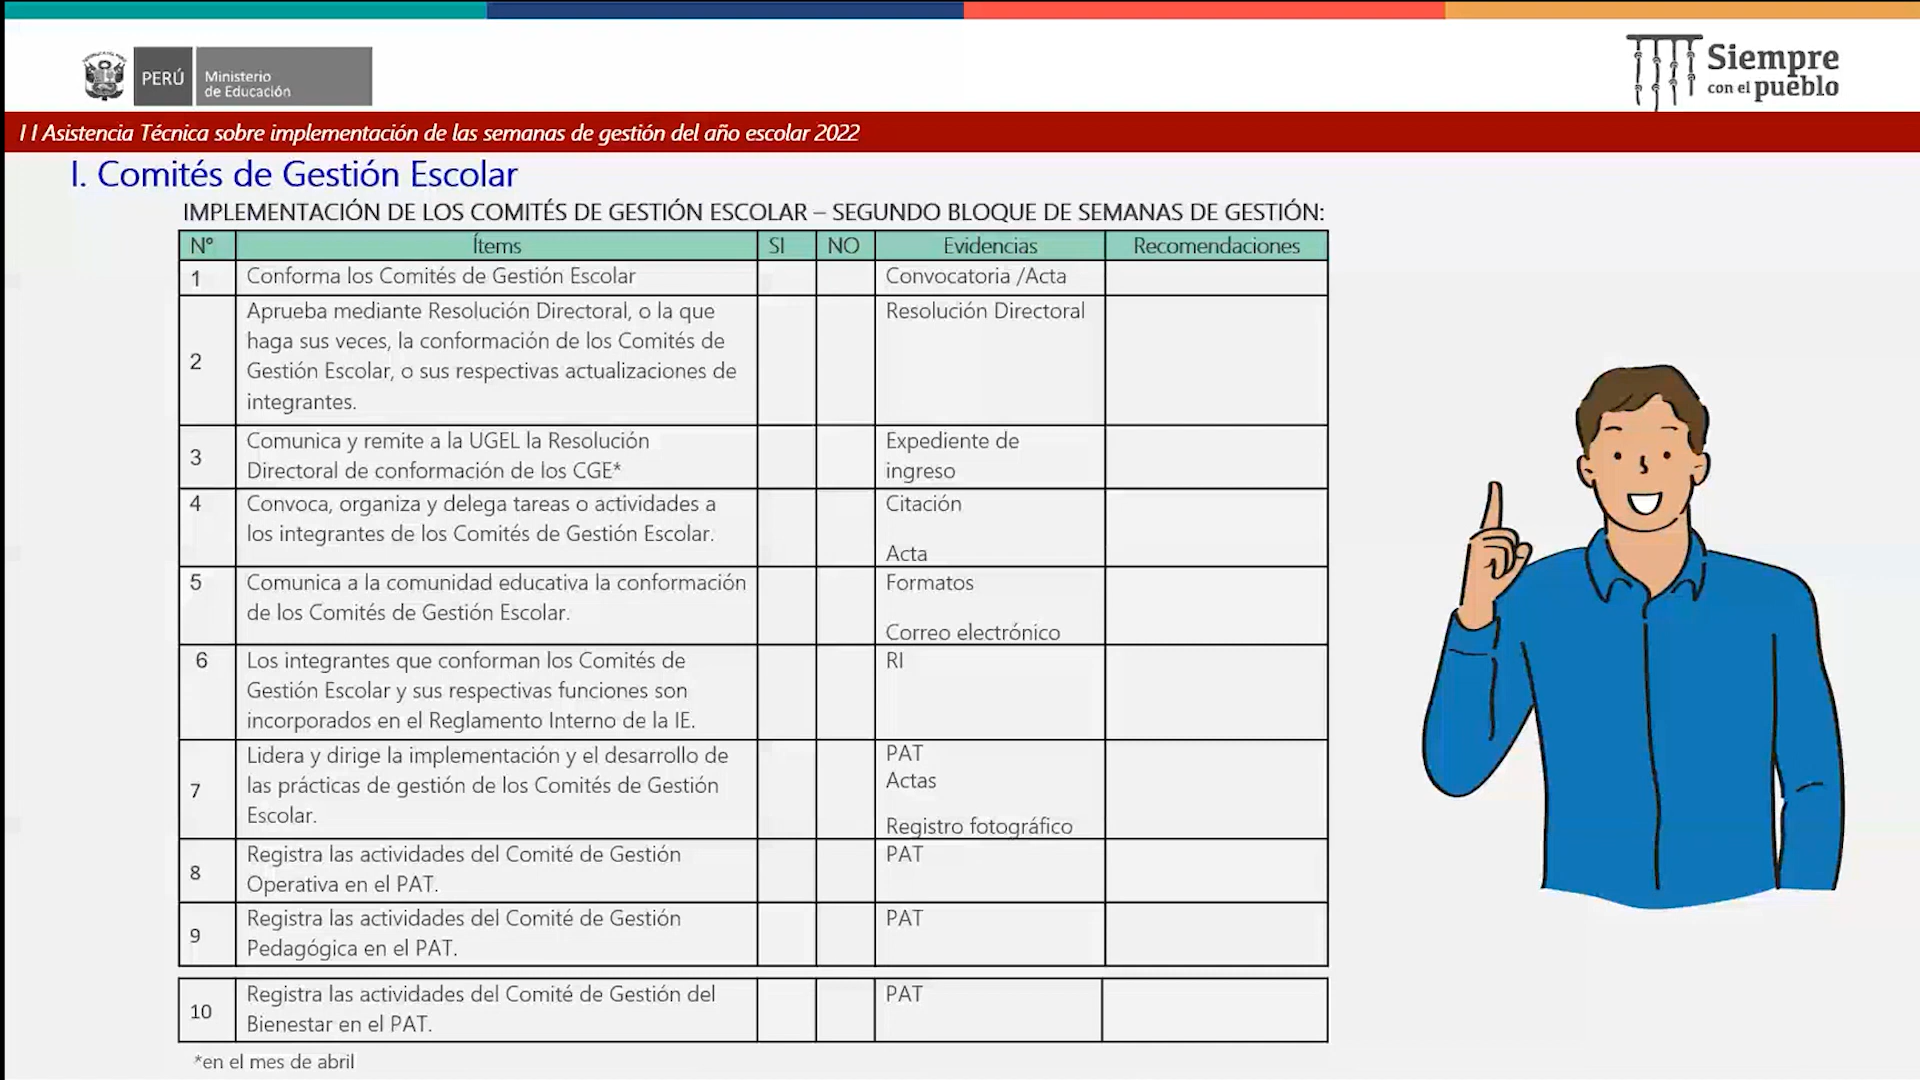 PERÚ
Ministerio
de Educación
Siempre
con el pueblo
I I Asistencia Técnica sobre implementación de las semanas de gestión del año escolar 2022
I. Comités de Gestión Escolar
IMPLEMENTACIÓN DE LOS COMITÉS DE GESTIÓN ESCOLAR – SEGUNDO BLOQUE DE SEMANAS DE GESTIÓN:
N° Ítems SI NO Evidencias Recomendaciones
1 Conforma los Comités de Gestión Escolar Convocatoria /Acta
2 Aprueba mediante Resolución Directoral, o la que
haga sus veces, la conformación de los Comités de
Gestión Escolar, o sus respectivas actualizaciones de
integrantes.
Resolución Directoral
3 Comunica y remite a la UGEL la Resolución
Directoral de conformación de los CGE*
Expediente de
ingreso
4 Convoca, organiza y delega tareas o actividades a
los integrantes de los Comités de Gestión Escolar.
Citación
Acta
5 Comunica a la comunidad educativa la conformación
de los Comités de Gestión Escolar.
Formatos
Correo electrónico
6 Los integrantes que conforman los Comités de
Gestión Escolar y sus respectivas funciones son
incorporados en el Reglamento Interno de la IE.
RI
7 Lidera y dirige la implementación y el desarrollo de
las prácticas de gestión de los Comités de Gestión
Escolar.
PAT
Actas
Registro fotográfico
8 Registra las actividades del Comité de Gestión
Operativa en el PAT.
PAT
9 Registra las actividades del Comité de Gestión
Pedagógica en el PAT.
PAT
10 Registra las actividades del Comité de Gestión del
Bienestar en el PAT.
PAT
*en el mes de abril